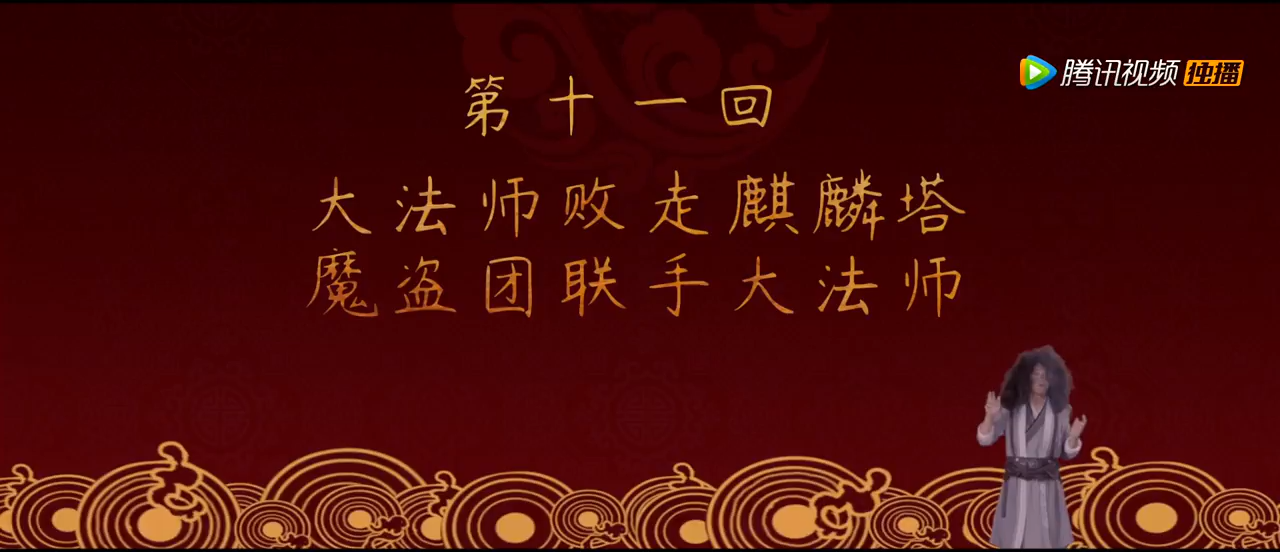 第十一回
腾讯视频 独播
大法师败走麒麟塔
魔盗团联手大法师